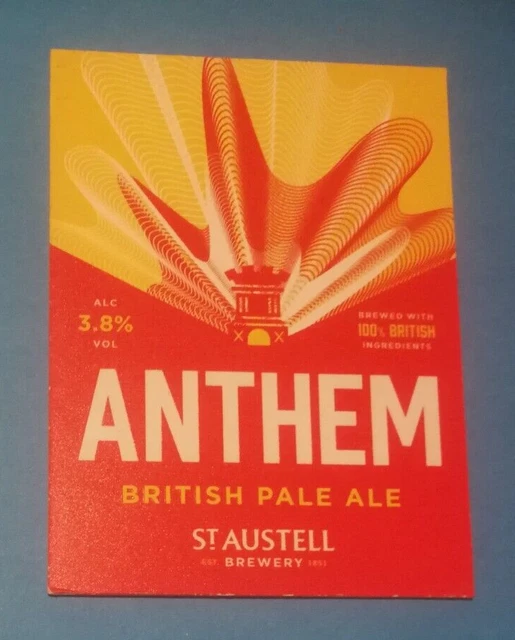 ALC
3.8%
VOL
BREWED WITH
100% BRITISH
INGREDIENTS
ANTHEM
BRITISH PALE ALE
ST AUSTELL
EST. BREWERY 1851